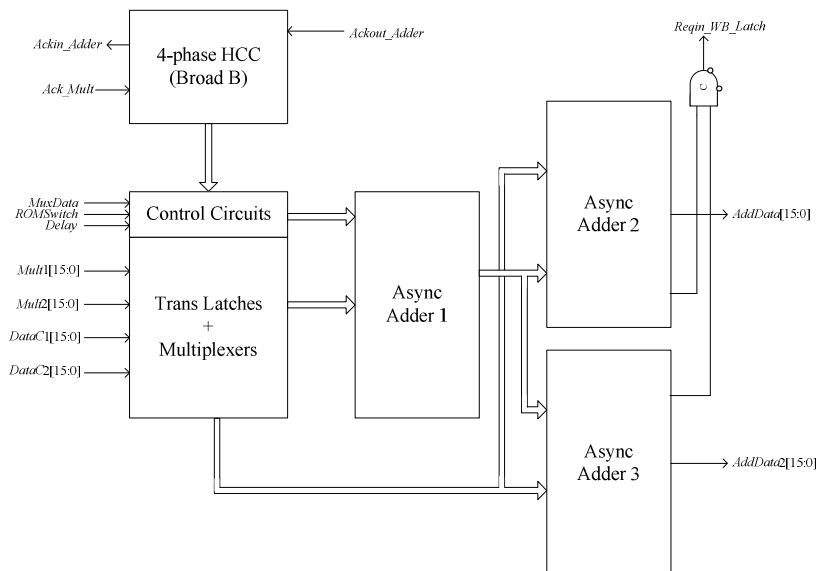 Reqin_WB_Latch
Ackin_Adder
4-phase HCC
(Broad B)
Ackout_Adder
Ack_Mult
C
MuxData
ROMSwitch
Delay
Control Circuits
Async
Adder 2
AddData[15:0]
Mult1[15:0]
Mult2[15:0]
DataC1[15:0]
DataC2[15:0]
Trans Latches
+
Multiplexers
Async
Adder 1
Async
Adder 3
AddData2[15:0]